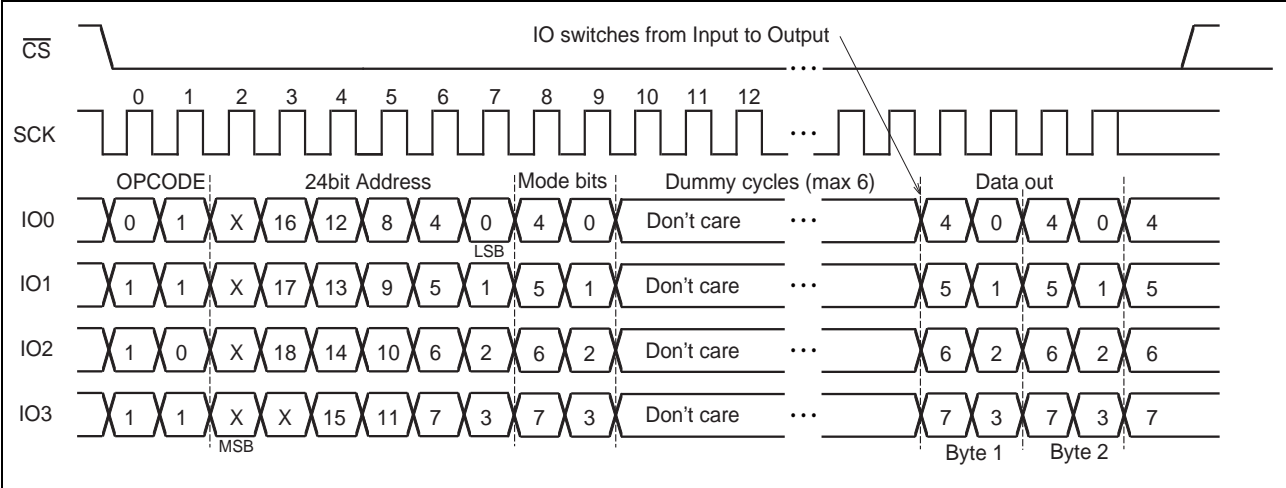 IO switches from Input to Output
CS
0 1 2 3 4 5 6 7 8 9 10 11 12
SCK
OPCODE 24bit Address Mode bits Dummy cycles (max 6) Data out
IO0 0 1 X 16 12 8 4 0 4 0 Don't care 4 0 4 0 4
LSB
IO1 1 1 X 17 13 9 5 1 5 1 Don't care 5 1 5 1 5
IO2 1 0 X 18 14 10 6 2 6 2 Don't care 6 2 6 2 6
IO3 1 1 X X 15 11 7 3 7 3 Don't care 7 3 7 3 7
MSB Byte 1 Byte 2